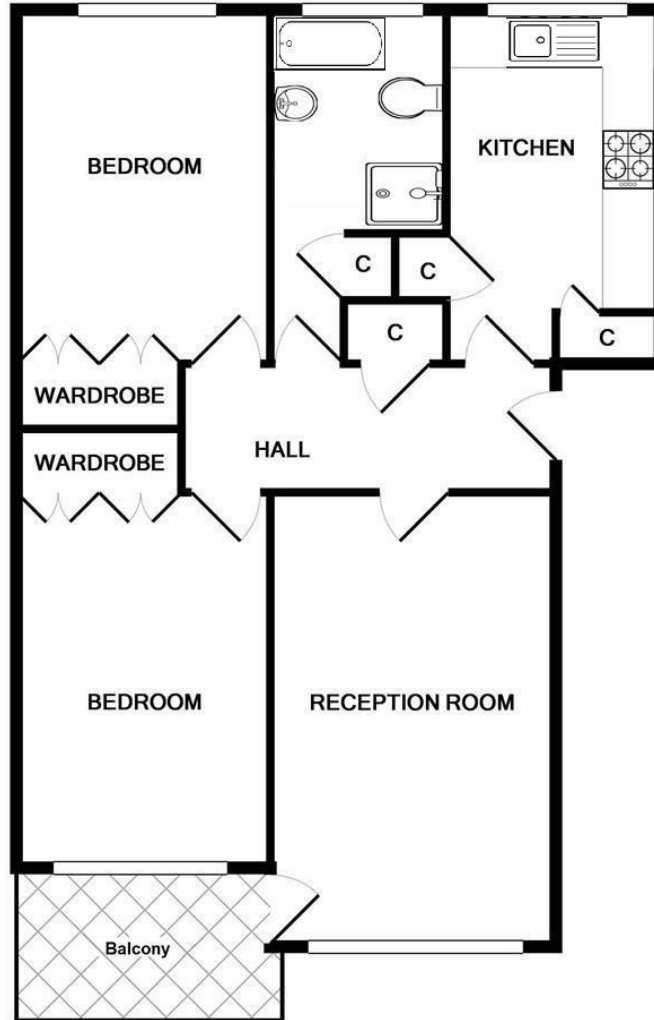 BEDROOM
KITCHEN
C
C
C
C
WARDROBE
WARDROBE
HALL
BEDROOM
RECEPTION ROOM
Balcony